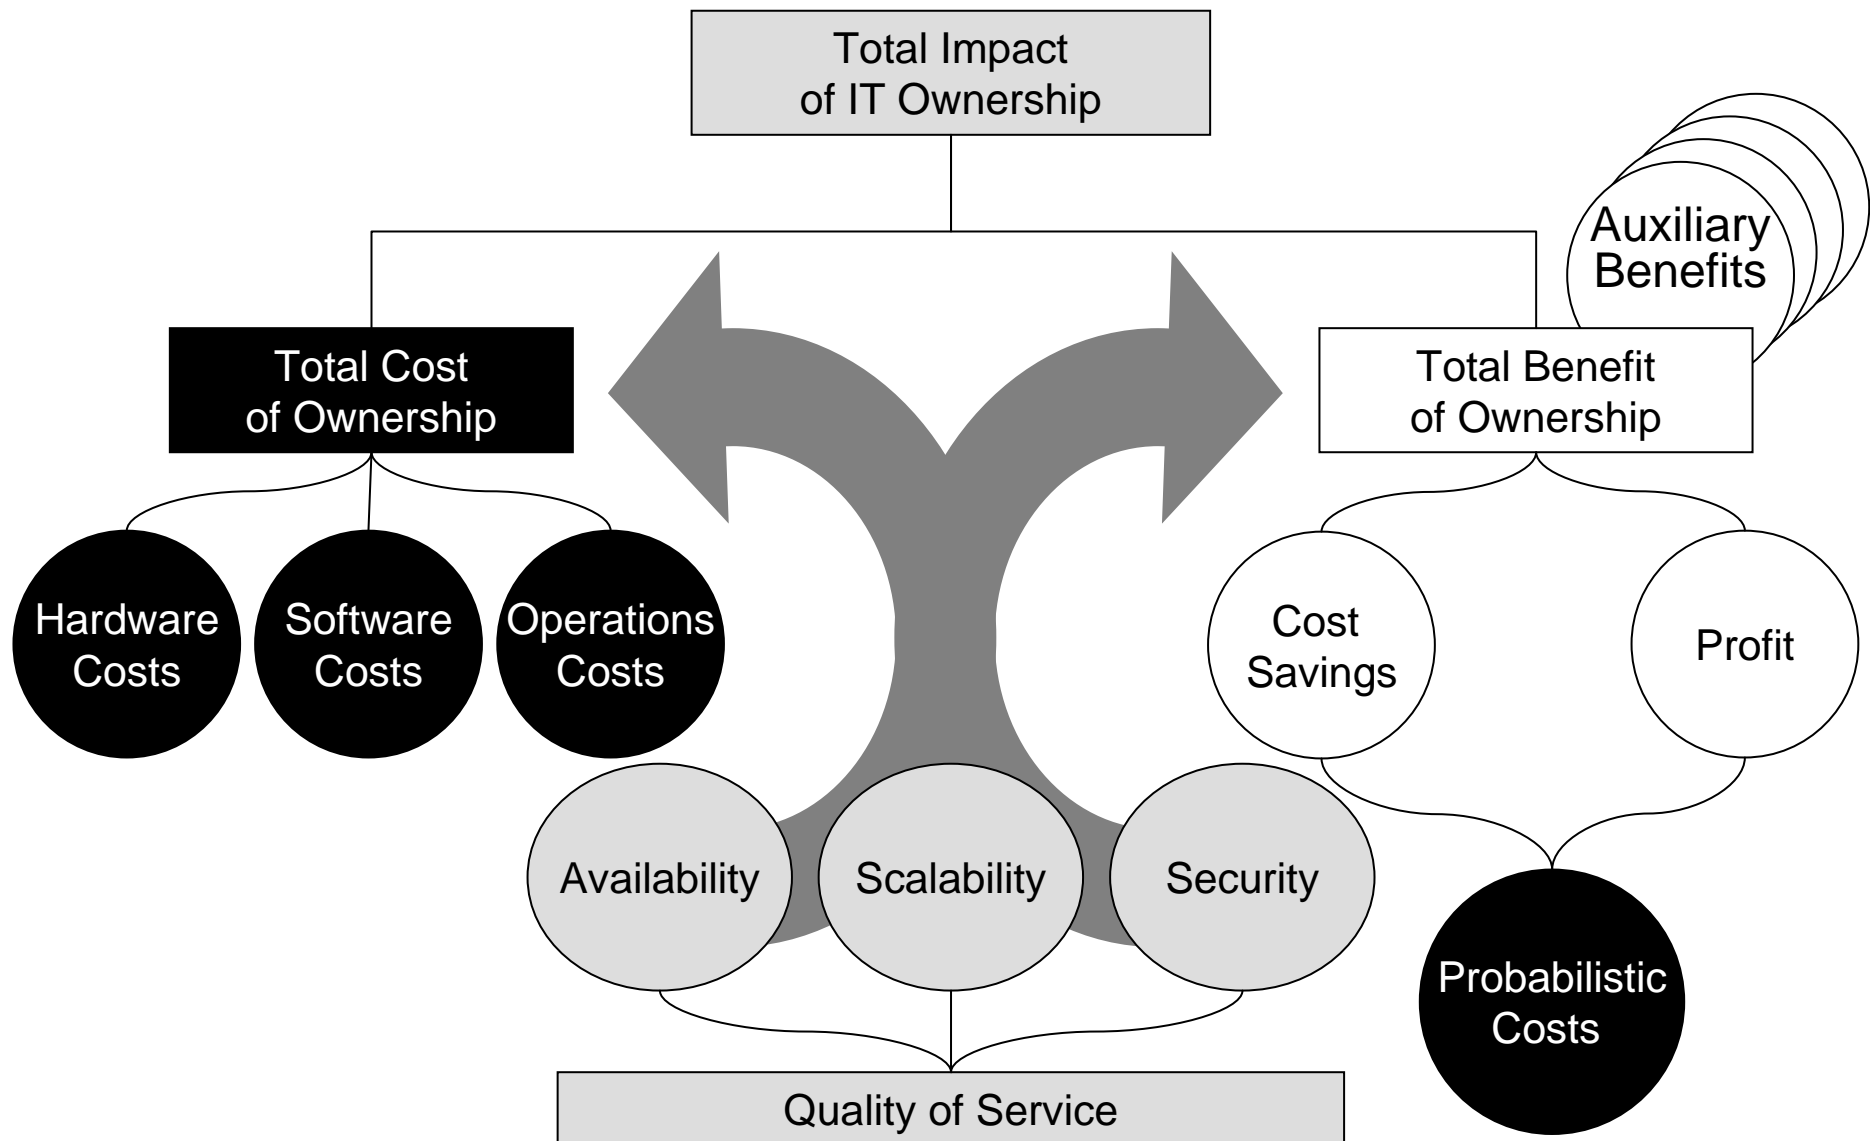 Total Impact
of IT Ownership
Auxiliary
Benefits
Total Cost
of Ownership
Total Benefit
of Ownership
Hardware
Costs
Software
Costs
Operations
Costs
Cost
Savings
Profit
Availability
Scalability
Security
Probabilistic
Costs
Quality of Service